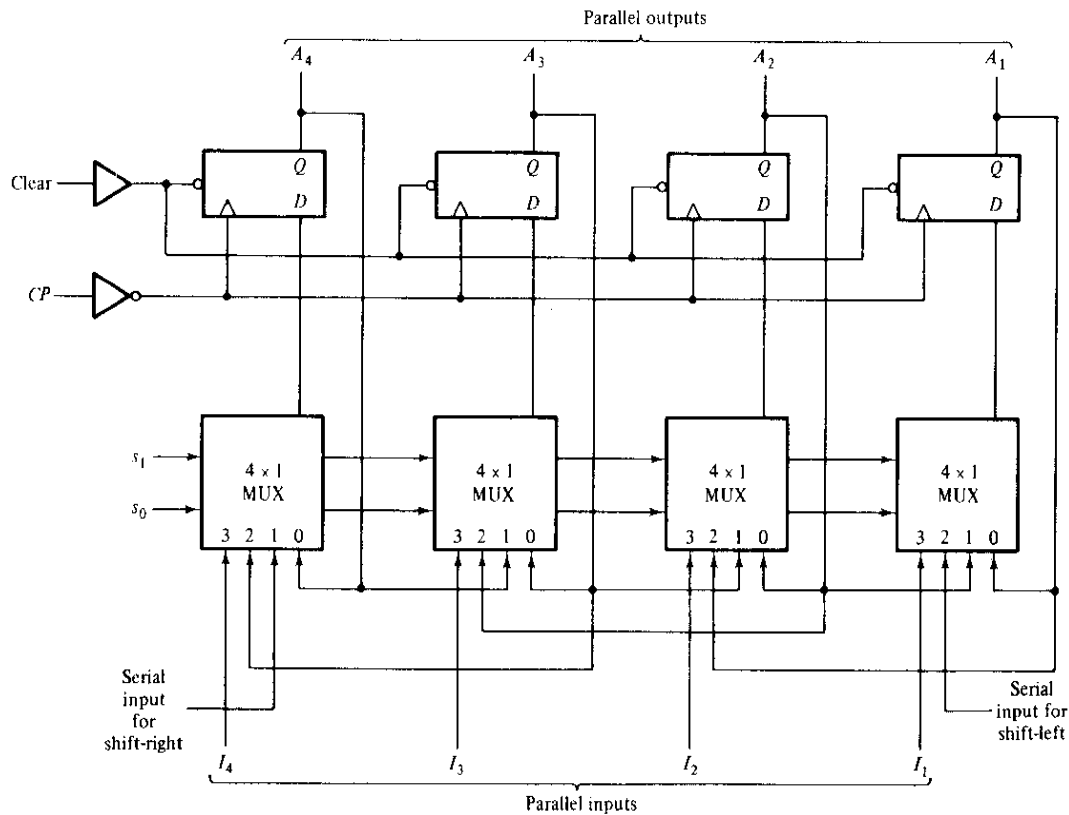 Parallel outputs
A4 A3 A2 A1
Q Q Q Q
Clear
D D D D
CP
s1
4 × 1 4 × 1 4 × 1 4 × 1
MUX MUX MUX MUX
s0
3 2 1 0 3 2 1 0 3 2 1 0 3 2 1 0
Serial
input
for
shift-right
Serial
input for
shift-left
I4 I3 I2 I1
Parallel inputs